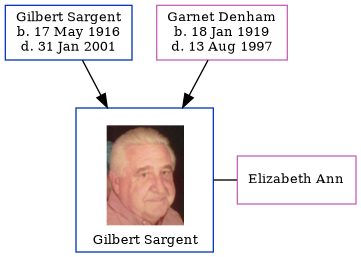 Gilbert Sargent
b. 17 May 1916
d. 31 Jan 2001
Garnet Denham
b. 18 Jan 1919
d. 13 Aug 1997
Elizabeth Ann
Gilbert Sargent